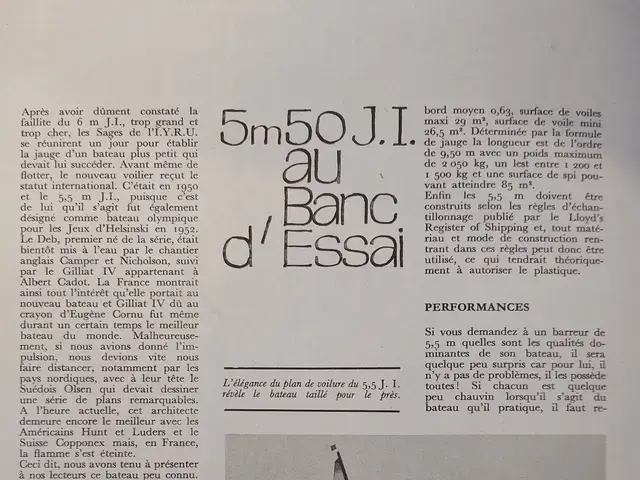 Après avoir dûment constaté la
faillite du 6 m J.I., trop grand et
trop cher, les Sages de l'I.Y.R.U.
se réunirent un jour pour établir
la jauge d'un bateau plus petit qui
devait lui succéder. Avant même de
flotter, le nouveau voilier reçut le
statut international. C'était en 1950
et le 5,5 m J.I., puisque c'est
de lui qu'il s'agit fut également
désigné comme bateau olympique
pour les Jeux d'Helsinski en 1952.
Le Deb, premier né de la série, était
bientôt mis à l'eau par le chantier
anglais Camper et Nicholson, suivi
par le Gilliat IV appartenant à
Albert Cadot. La France montrait
ainsi tout l'intérêt qu'elle portait au
nouveau bateau et Gilliat IV dû au
crayon d'Eugène Cornu fut même
durant un certain temps le meilleur
bateau du monde. Malheureuse-
ment, si nous avions donné l'im-
pulsion, nous devions vite nous
faire distancer, notamment par les
pays nordiques, avec à leur tête le
Suédois Olsen qui devait dessiner
une série de plans remarquables.
A l'heure actuelle, cet architecte
demeure encore le meilleur avec les
Américains Hunt et Luders et le
Suisse Copponex mais, en France,
la flamme s'est éteinte.
Ceci dit, nous avons tenu à présenter
à nos lecteurs ce bateau peu connu.
5m50 J.I.
au
Banc
d'Essai
L'élégance du plan de voilure du 5,5 J. I.
révèle le bateau taillé pour le près.
bord moyen 0,63, surface de voiles
maxi 29 m², surface de voile mini
26,5 m². Déterminée par la formule
de jauge la longueur est de l'ordre
de 9,50 m avec un poids maximum
de 2 050 kg, un lest entre 1 200 et
1 500 kg et une surface de spi pou-
vant atteindre 85 m².
Enfin les 5,5 m doivent être
construits selon les règles d'échan-
tillonnage publié par le Lloyd's
Register of Shipping et, tout maté-
riau et mode de construction ren-
trant dans ces règles peut donc être
utilisé, ce qui tendrait théorique-
ment à autoriser le plastique.
PERFORMANCES
Si vous demandez à un barreur de
5,5 m quelles sont les qualités do-
minantes de son bateau, il sera
quelque peu surpris car pour lui, il
n'y a pas de problèmes, il les possède
toutes! Si chacun est quelque
peu chauvin lorsqu'il s'agit du
bateau qu'il pratique, il faut re-